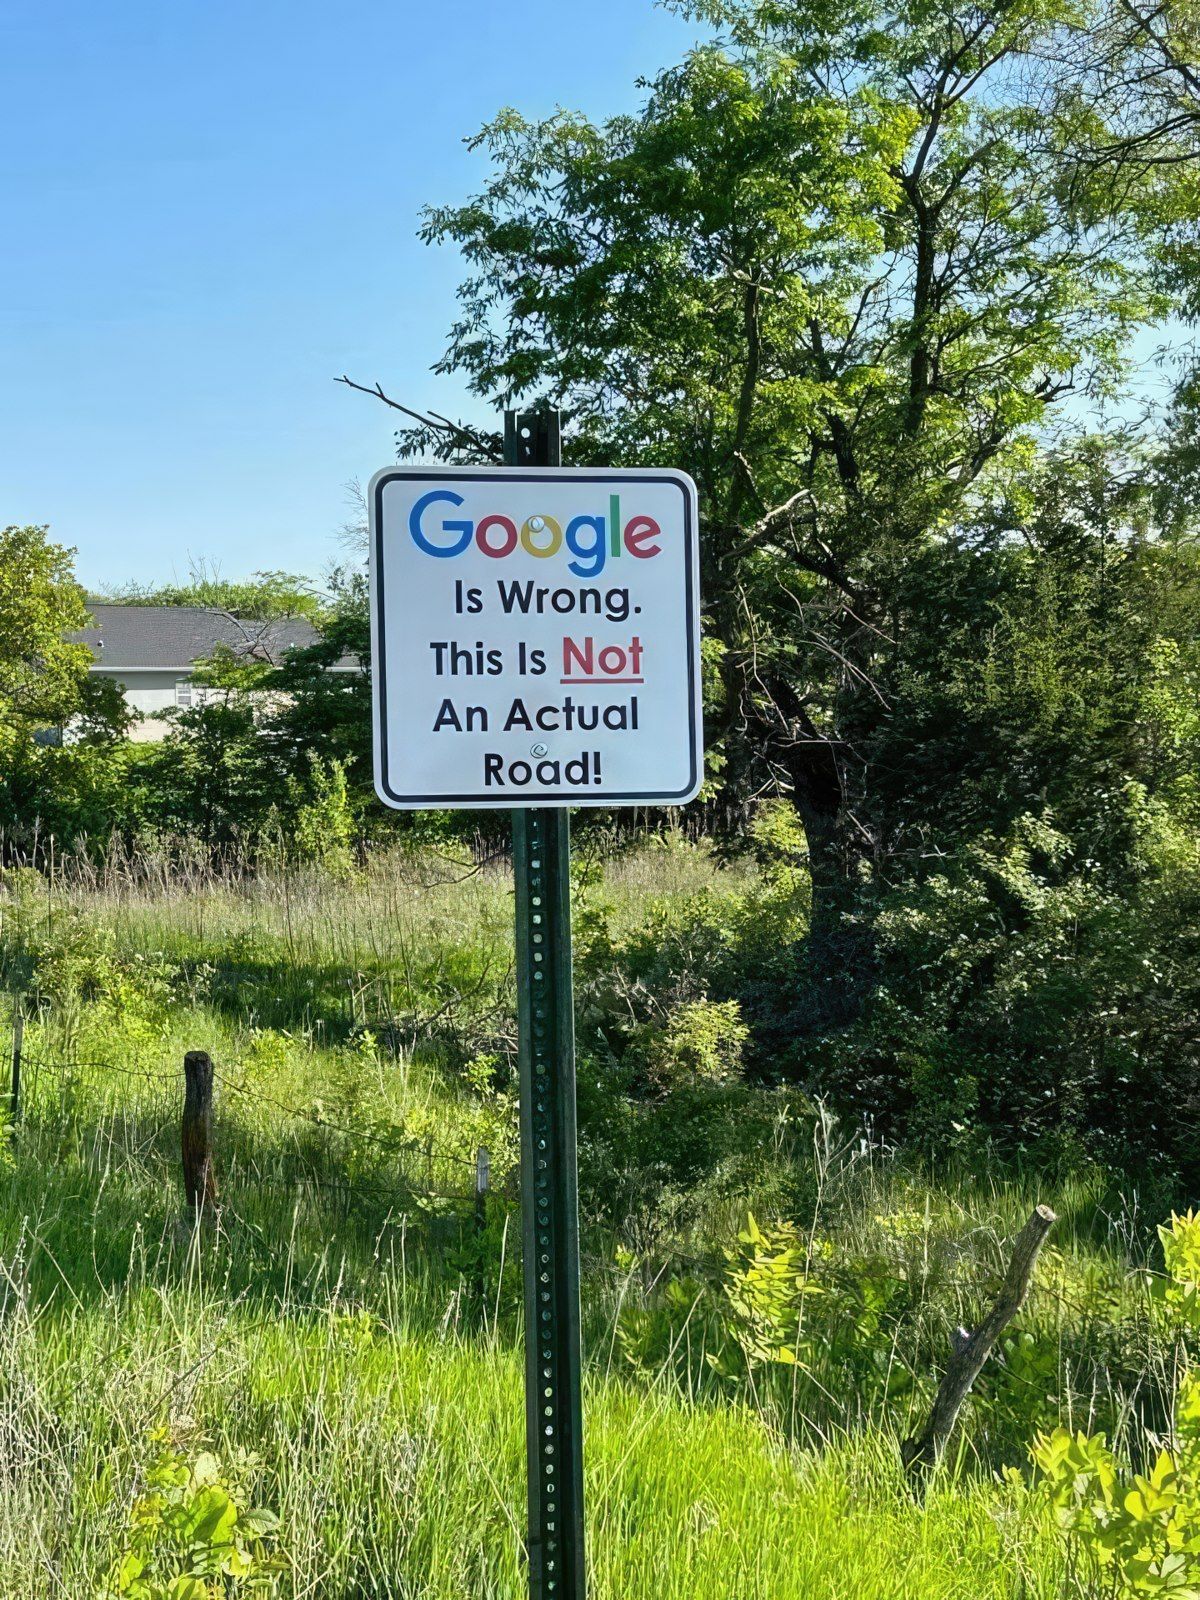 Google
Is Wrong.
This Is Not
An Actual
Road!